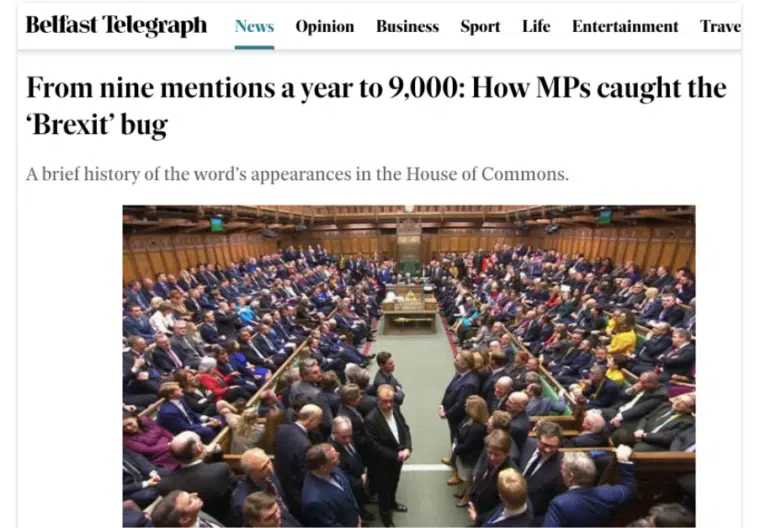 Belfast Telegraph News Opinion Business Sport Life Entertainment Trave
From nine mentions a year to 9,000: How MPs caught the
‘Brexit’ bug
A brief history of the word’s appearances in the House of Commons.